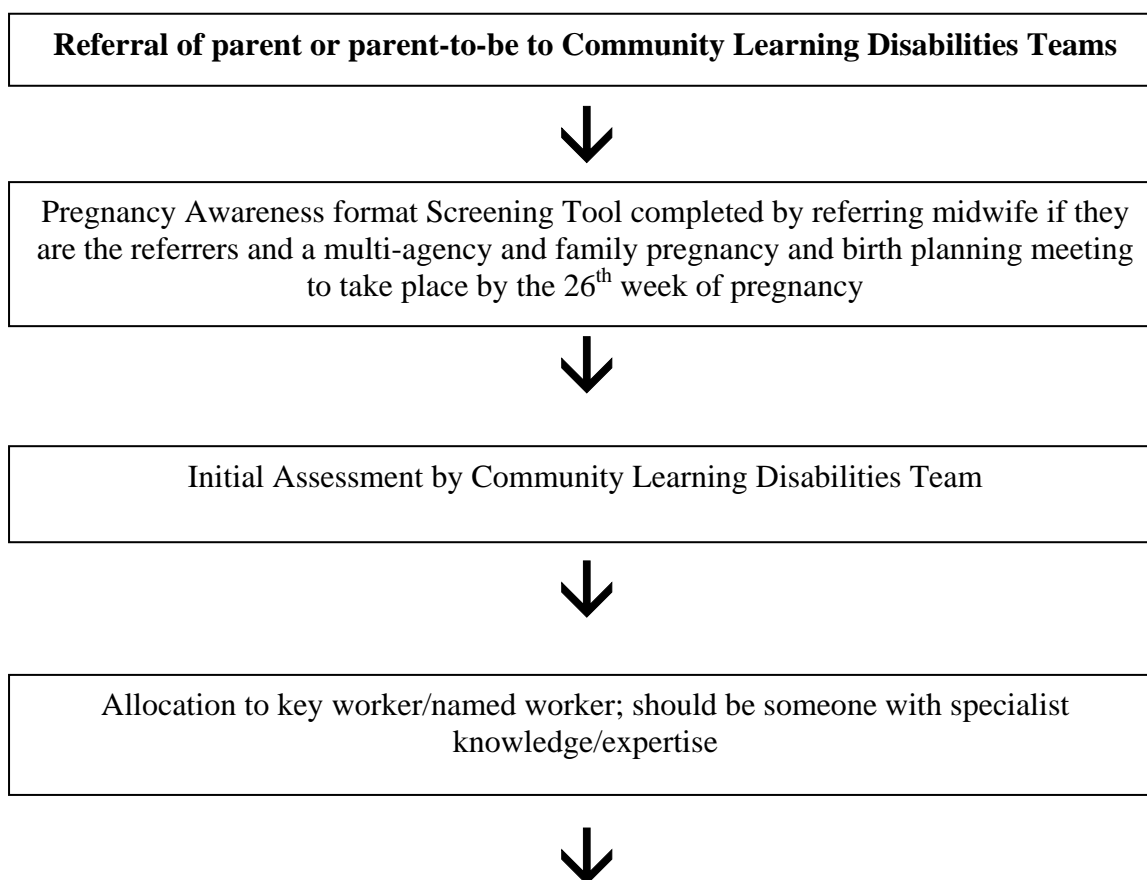 Referral of parent or parent-to-be to Community Learning Disabilities Teams
Pregnancy Awareness format Screening Tool completed by referring midwife if they
are the referrers and a multi-agency and family pregnancy and birth planning meeting
to take place by the 26th week of pregnancy
Initial Assessment by Community Learning Disabilities Team
Allocation to key worker/named worker; should be someone with specialist
knowledge/expertise